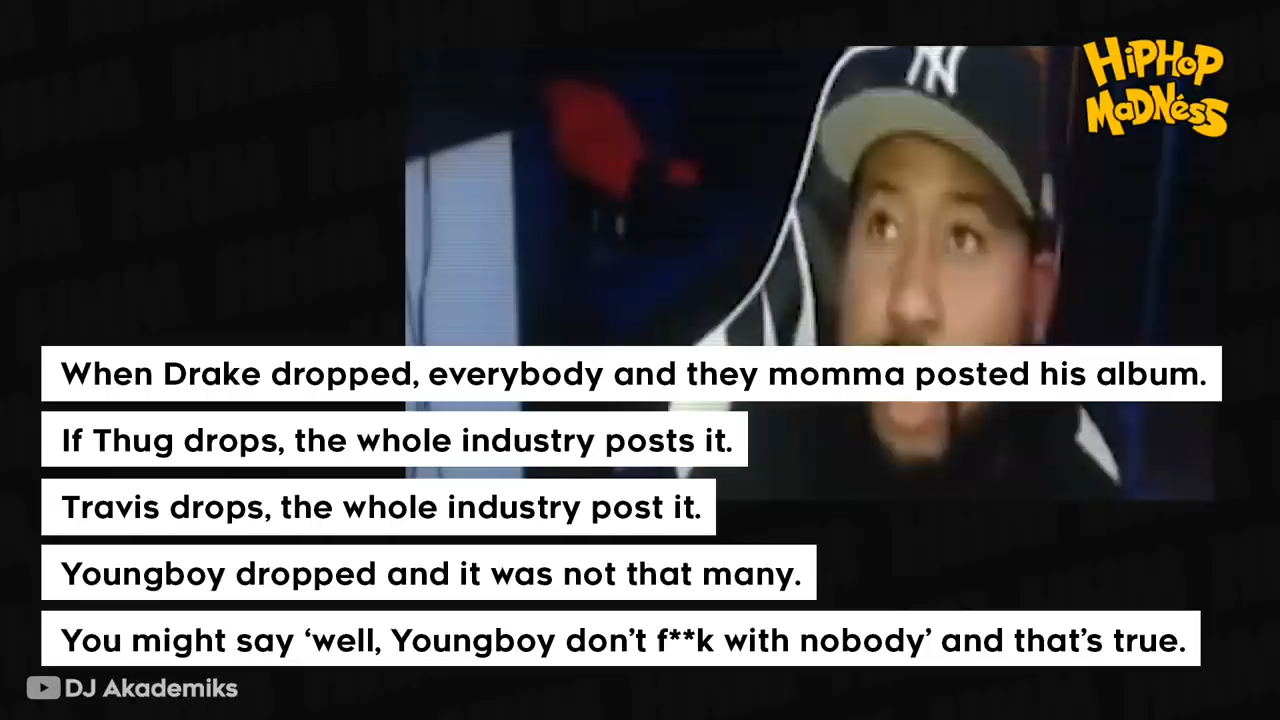 HiPHOP
MaDNéss
When Drake dropped, everybody and they momma posted his album.
If Thug drops, the whole industry posts it.
Travis drops, the whole industry post it.
Youngboy dropped and it was not that many.
You might say ‘well, Youngboy don’t f**k with nobody’ and that’s true.
DJ Akademiks